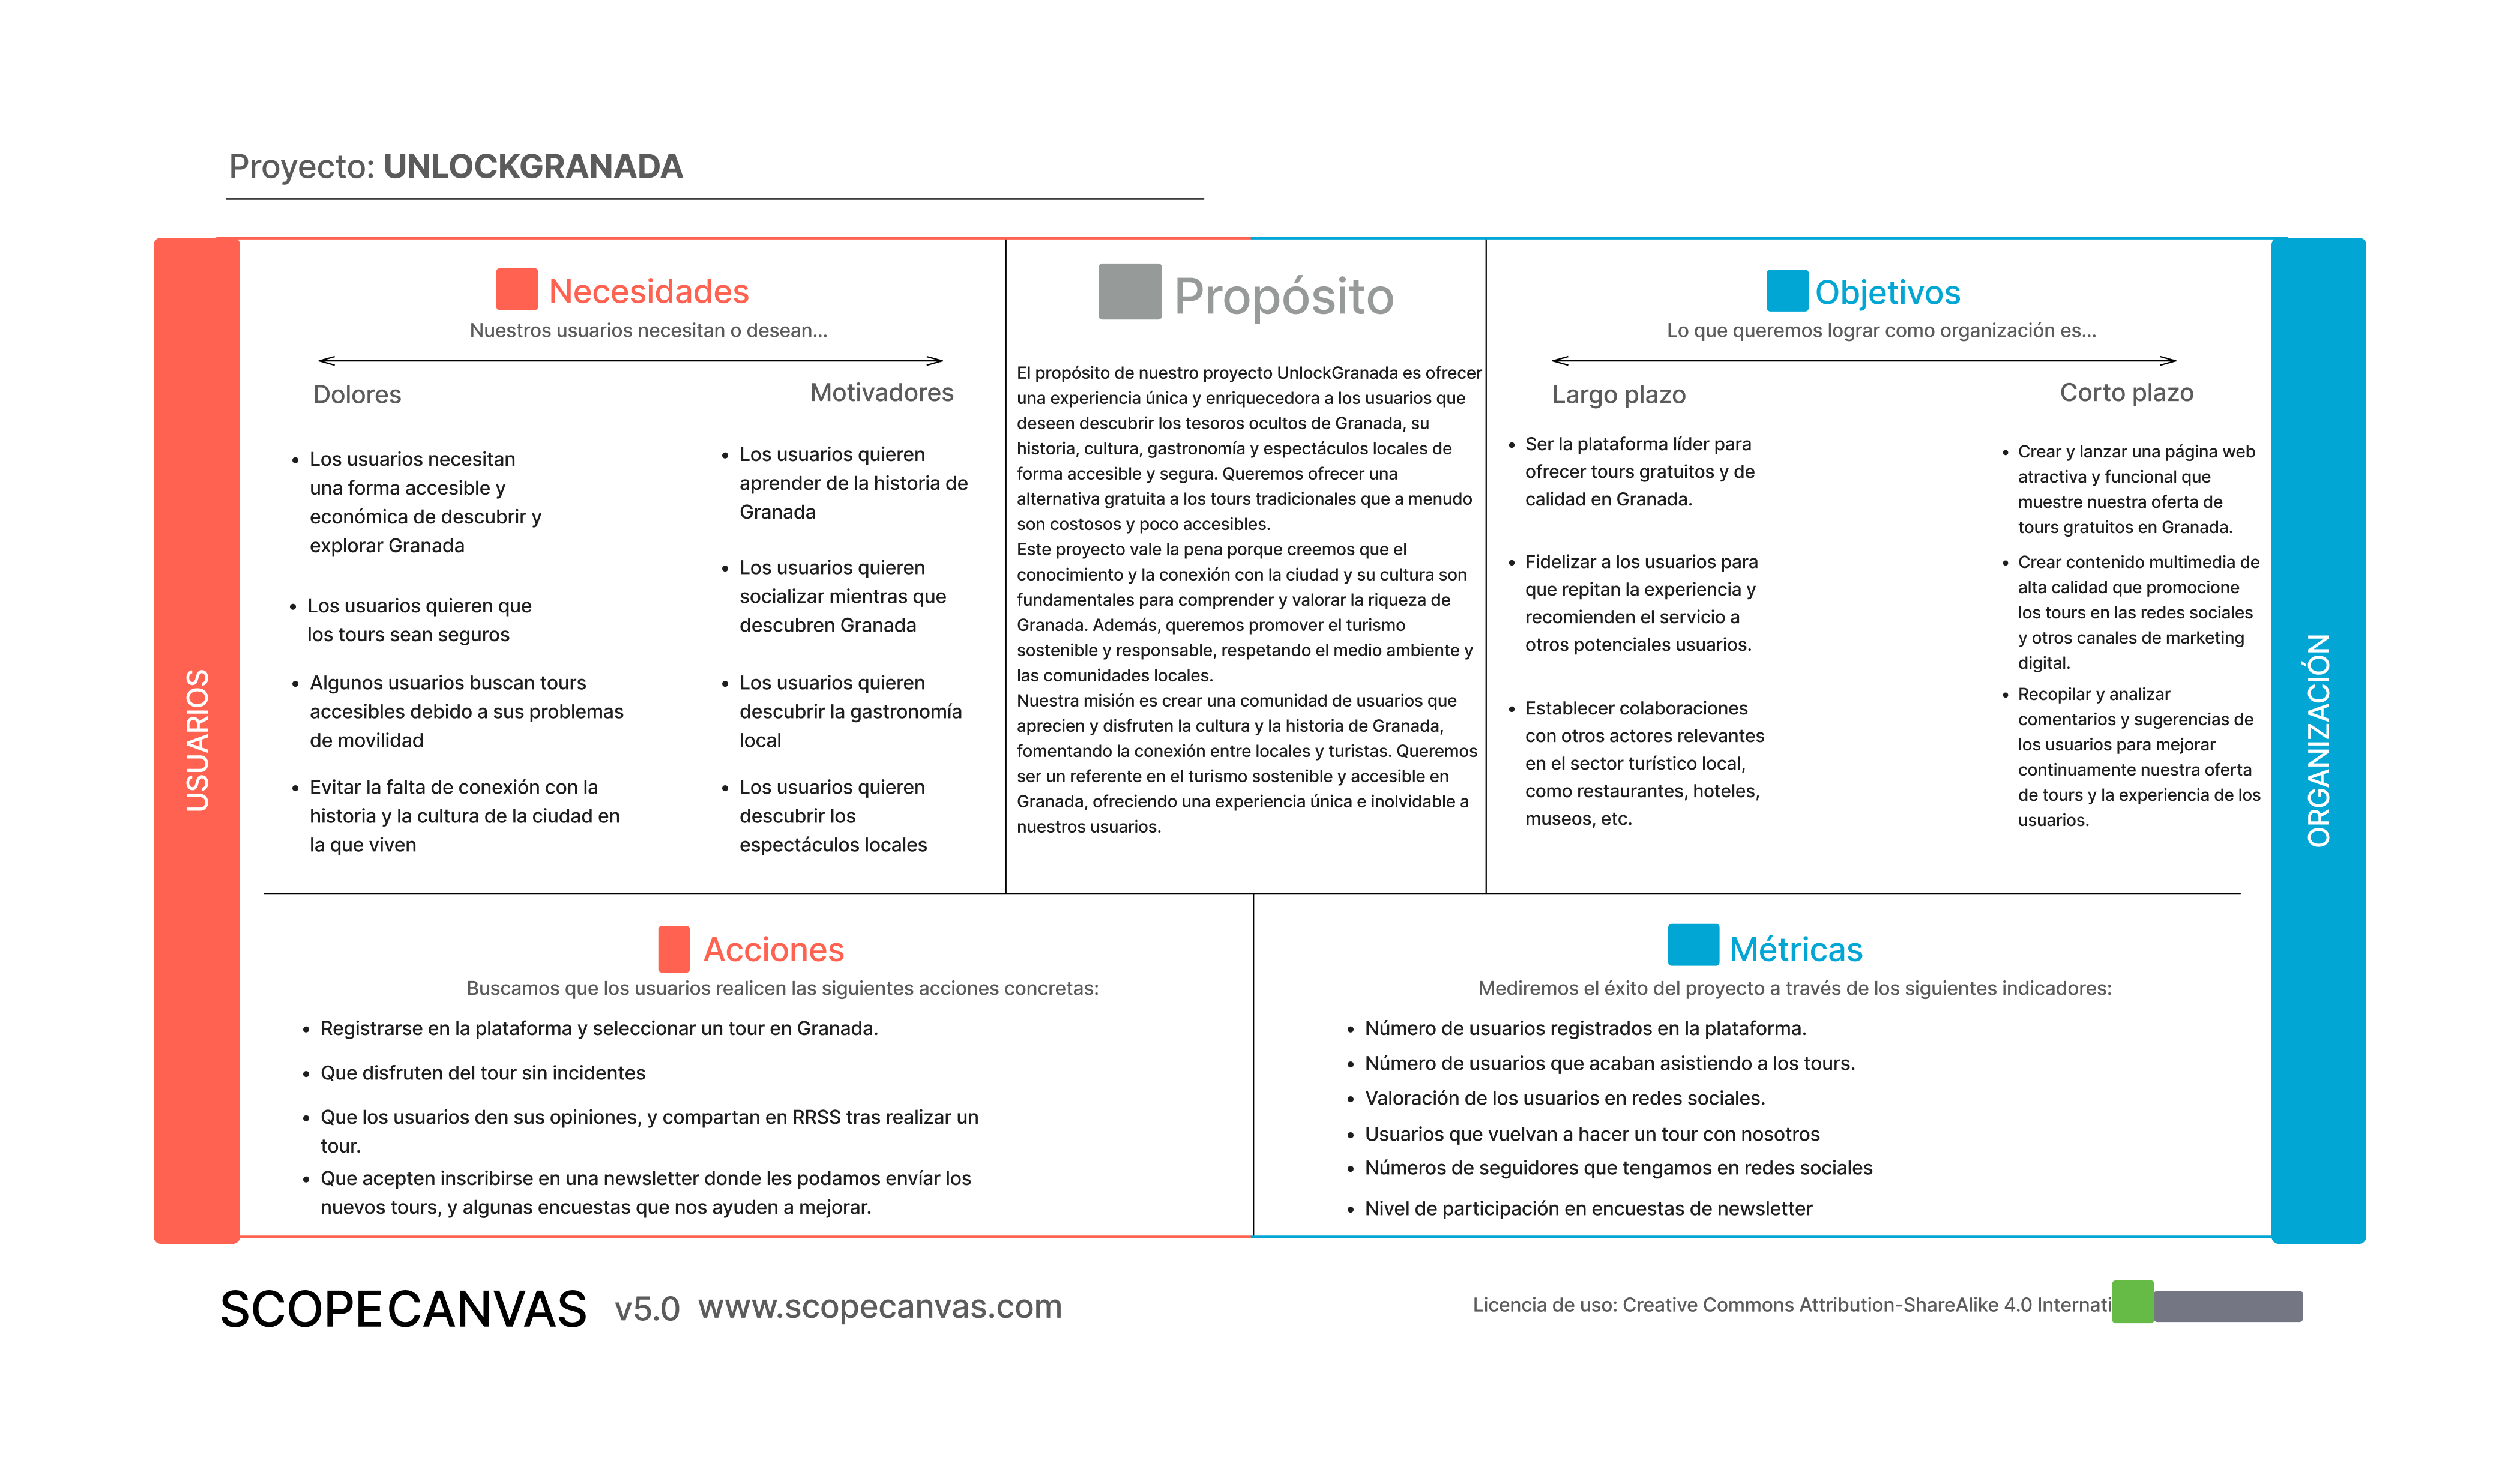 Proyecto: UNLOCKGRANADA
USUARIOS
Necesidades
Nuestros usuarios necesitan o desean...
Dolores
Los usuarios necesitan
una forma accesible y
económica de descubrir y
explorar Granada
Los usuarios quieren que
los tours sean seguros
Algunos usuarios buscan tours
accesibles debido a sus problemas
de movilidad
Evitar la falta de conexión con la
historia y la cultura de la ciudad en
la que viven
Motivadores
Los usuarios quieren
aprender de la historia de
Granada
Los usuarios quieren
socializar mientras que
descubren Granada
Los usuarios quieren
descubrir la gastronomía
local
Los usuarios quieren
descubrir los
espectáculos locales
Propósito
El propósito de nuestro proyecto UnlockGranada es ofrecer
una experiencia única y enriquecedora a los usuarios que
deseen descubrir los tesoros ocultos de Granada, su
historia, cultura, gastronomía y espectáculos locales de
forma accesible y segura. Queremos ofrecer una
alternativa gratuita a los tours tradicionales que a menudo
son costosos y poco accesibles.
Este proyecto vale la pena porque creemos que el
conocimiento y la conexión con la ciudad y su cultura son
fundamentales para comprender y valorar la riqueza de
Granada. Además, queremos promover el turismo
sostenible y responsable, respetando el medio ambiente y
las comunidades locales.
Nuestra misión es crear una comunidad de usuarios que
aprecien y disfruten la cultura y la historia de Granada,
fomentando la conexión entre locales y turistas. Queremos
ser un referente en el turismo sostenible y accesible en
Granada, ofreciendo una experiencia única e inolvidable a
nuestros usuarios.
Objetivos
Lo que queremos lograr como organización es...
Largo plazo
Ser la plataforma líder para
ofrecer tours gratuitos y de
calidad en Granada.
Fidelizar a los usuarios para
que repitan la experiencia y
recomienden el servicio a
otros potenciales usuarios.
Establecer colaboraciones
con otros actores relevantes
en el sector turístico local,
como restaurantes, hoteles,
museos, etc.
Corto plazo
Crear y lanzar una página web
atractiva y funcional que
muestre nuestra oferta de
tours gratuitos en Granada.
Crear contenido multimedia de
alta calidad que promocione
los tours en las redes sociales
y otros canales de marketing
digital.
Recopilar y analizar
comentarios y sugerencias de
los usuarios para mejorar
continuamente nuestra oferta
de tours y la experiencia de los
usuarios.
ORGANIZACIÓN
Acciones
Buscamos que los usuarios realicen las siguientes acciones concretas:
Registrarse en la plataforma y seleccionar un tour en Granada.
Que disfruten del tour sin incidentes
Que los usuarios den sus opiniones, y compartan en RRSS tras realizar un
tour.
Que acepten inscribirse en una newsletter donde les podamos envíar los
nuevos tours, y algunas encuestas que nos ayuden a mejorar.
Métricas
Mediremos el éxito del proyecto a través de los siguientes indicadores:
Número de usuarios registrados en la plataforma.
Número de usuarios que acaban asistiendo a los tours.
Valoración de los usuarios en redes sociales.
Usuarios que vuelvan a hacer un tour con nosotros
Números de seguidores que tengamos en redes sociales
Nivel de participación en encuestas de newsletter
SCOPECANVAS v5.0 www.scopecanvas.com
Licencia de uso: Creative Commons Attribution-ShareAlike 4.0 Internati